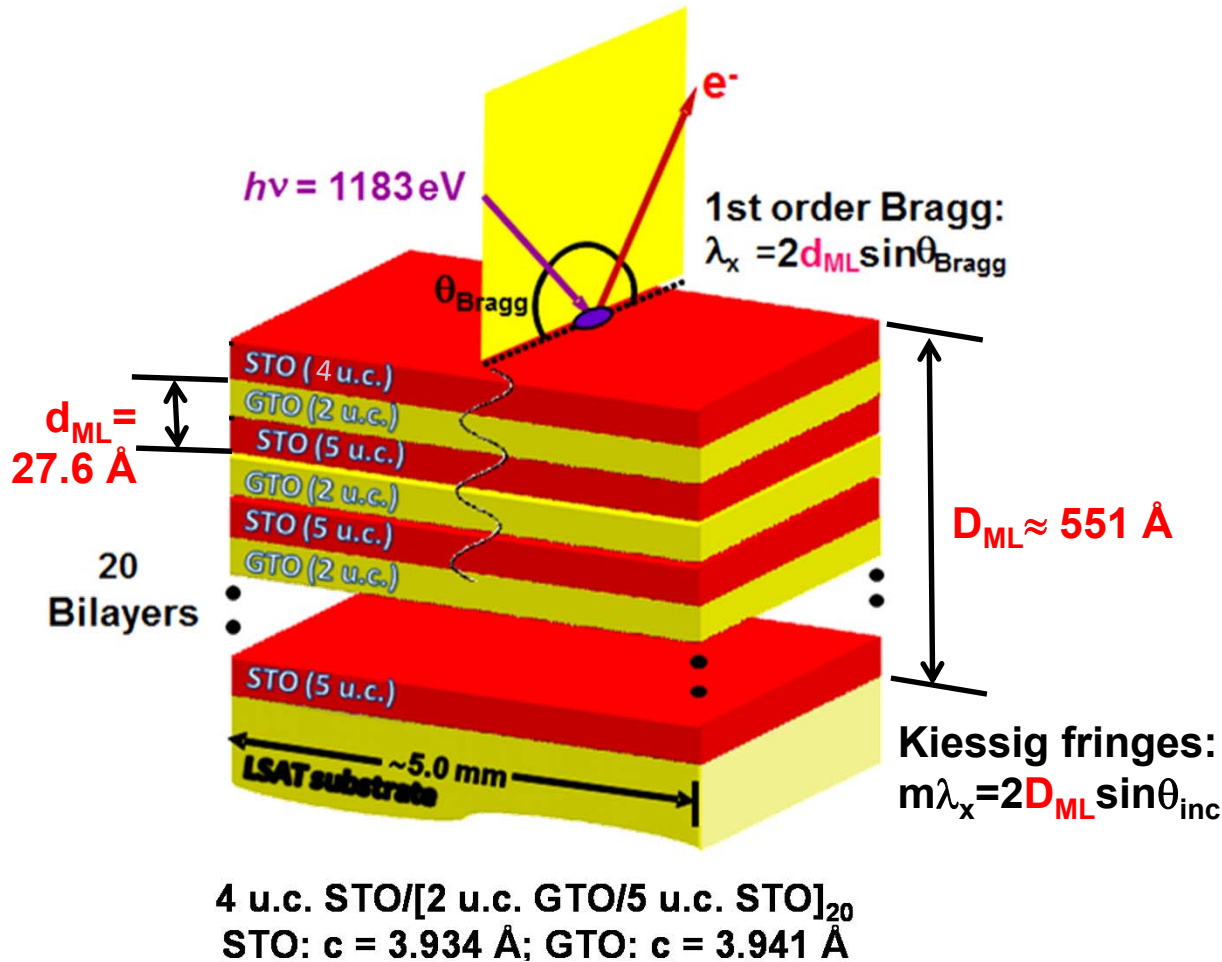 e-
hν = 1183 eV
1st order Bragg:
λx =2dMLsinθBragg
θBragg
STO ( 4 u.c.)
GTO (2 u.c.)
dML=
27.6 Å
STO (5 u.c.)
GTO (2 u.c.)
STO (5 u.c.)
GTO (2 u.c.)
DML≈ 551 Å
20
Bilayers
STO (5 u.c.)
~5.0 mm
LSAT substrate
Kiessig fringes:
mλx=2DMLsinθinc
4 u.c. STO/[2 u.c. GTO/5 u.c. STO]20
STO: c = 3.934 Å; GTO: c = 3.941 Å